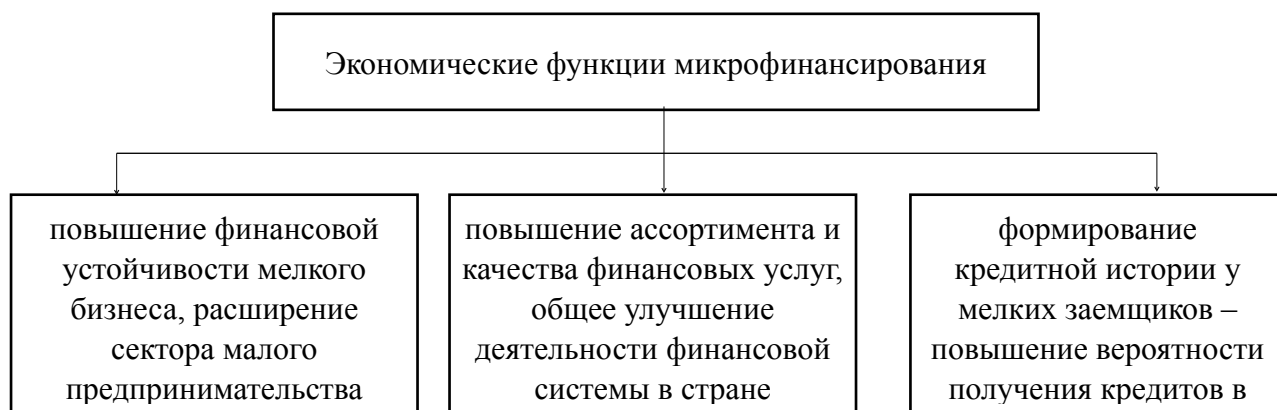 Экономические функции микрофинансирования
повышение финансовой
устойчивости мелкого
бизнеса, расширение
сектора малого
предпринимательства
повышение ассортимента и
качества финансовых услуг,
общее улучшение
деятельности финансовой
системы в стране
формирование
кредитной истории у
мелких заемщиков –
повышение вероятности
получения кредитов в